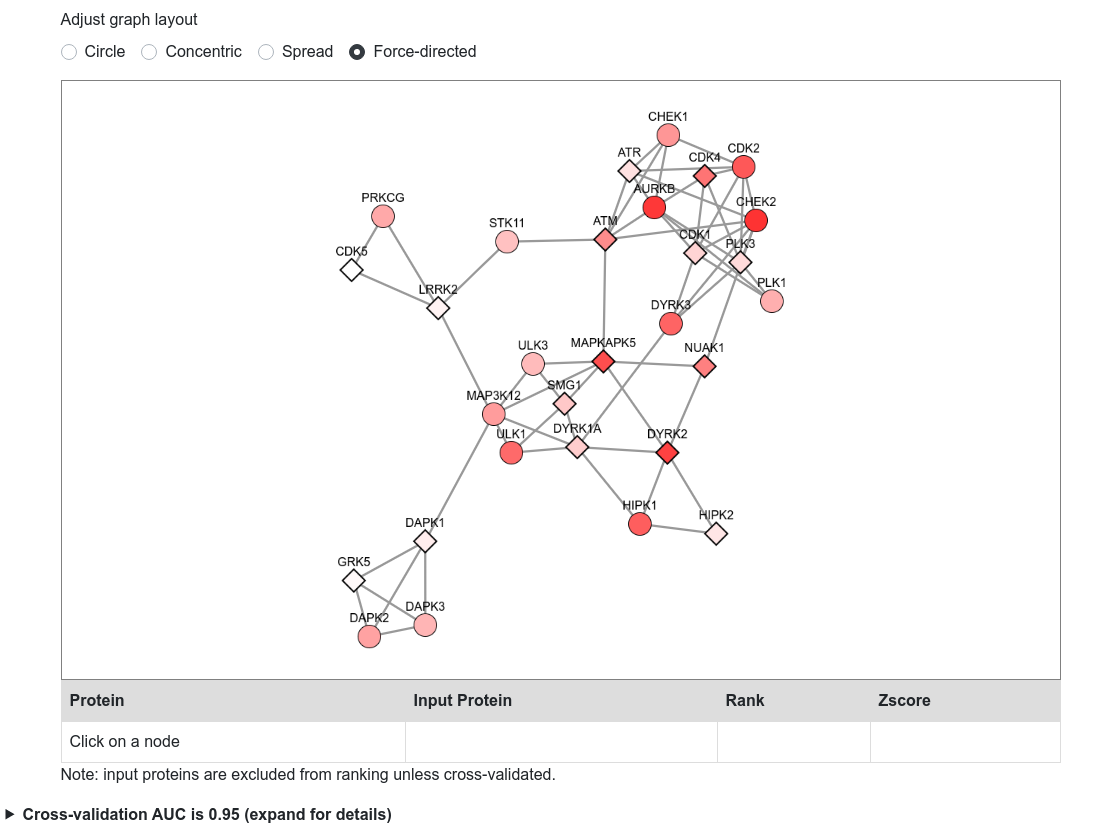 Adjust graph layout
Circle Concentric Spread Force-directed
CHEK1
CDK2
ATR
CDK4
AURKB
PRKCG
CHEK2
STK11
ATM
CDK1
PLK3
CDK5
PLK1
LRRK2
DYRK3
ULK3
MAPKAPK5
NUAK1
SMG1
MAP3K12
ULK1
DYRK1A
DYRK2
HIPK1
HIPK2
DAPK1
GRK5
DAPK3
DAPK2
Protein Input Protein Rank Zscore
Click on a node
Note: input proteins are excluded from ranking unless cross-validated.
Cross-validation AUC is 0.95 (expand for details)